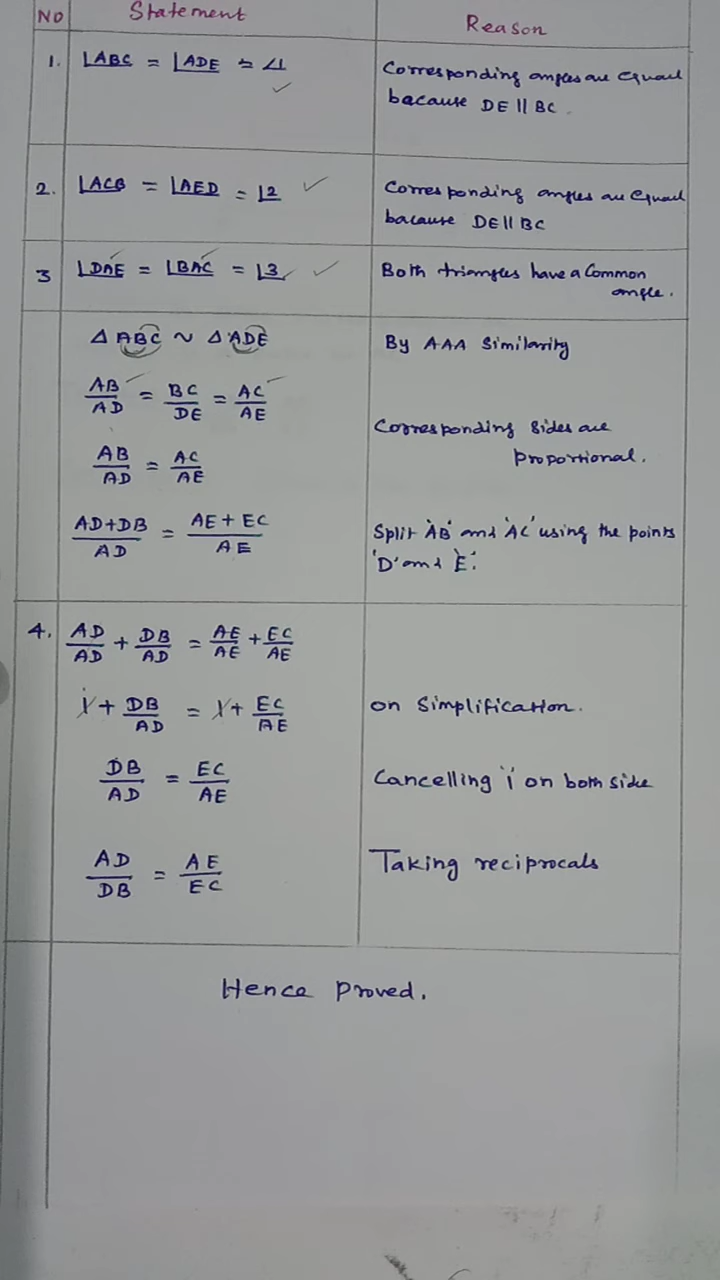 NO Statement Reason
1. ∠ABC = ∠ADE = ∠1 Corresponding angles are equal
bacause DE || BC
2. ∠ACB = ∠AED = ∠2 Corresponding angles are equal
bacause DE || BC
3 ∠DAE = ∠BAC = ∠3 Both triangles have a Common
angle.
△ABC ~ △ADE By AAA Similarity
AB/AD = BC/DE = AC/AE
Corresponding Sides are
Proportional.
AB/AD = AC/AE
AD+DB/AD = AE+EC/AE Split 'AB' and 'AC' using the points
'D' and 'E'.
4. AD/AD + DB/AD = AE/AE + EC/AE
1 + DB/AD = 1 + EC/AE on Simplification.
DB/AD = EC/AE Cancelling '1' on both side
AD/DB = AE/EC Taking reciprocals
Hence Proved.